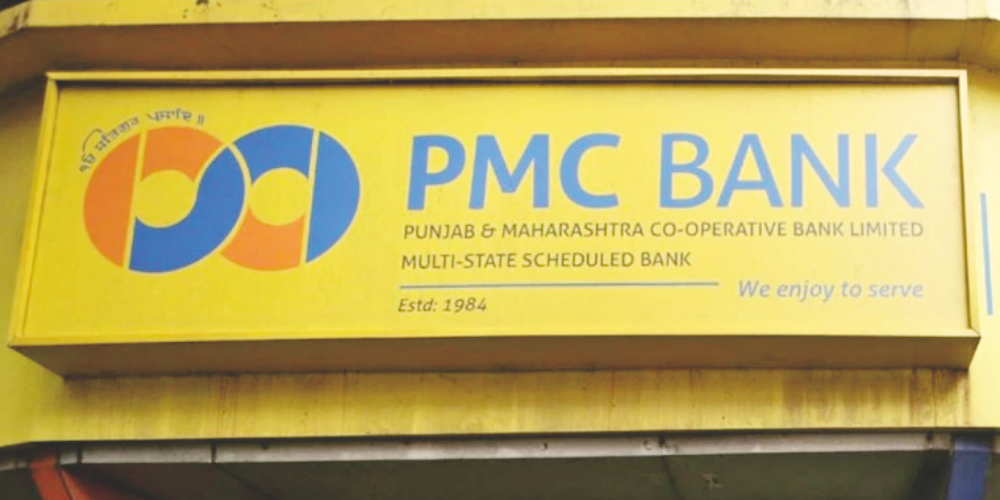 ੴ ਸਤਿਗੁਰ ਪ੍ਰਸਾਦਿ ॥
PMC BANK
PUNJAB & MAHARASHTRA CO-OPERATIVE BANK LIMITED
MULTI-STATE SCHEDULED BANK
We enjoy to serve
Estd: 1984